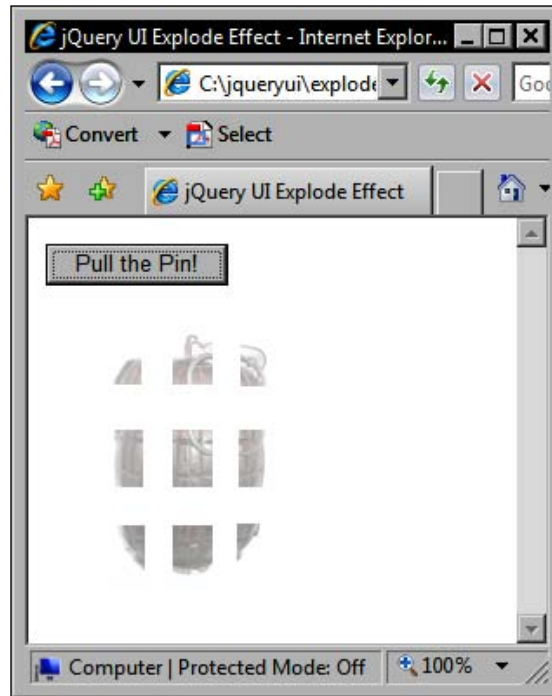 jQuery UI Explode Effect - Internet Explor...
C:\jqueryui\explode
Convert Select
jQuery UI Explode Effect
Pull the Pin!
Computer | Protected Mode: Off 100%